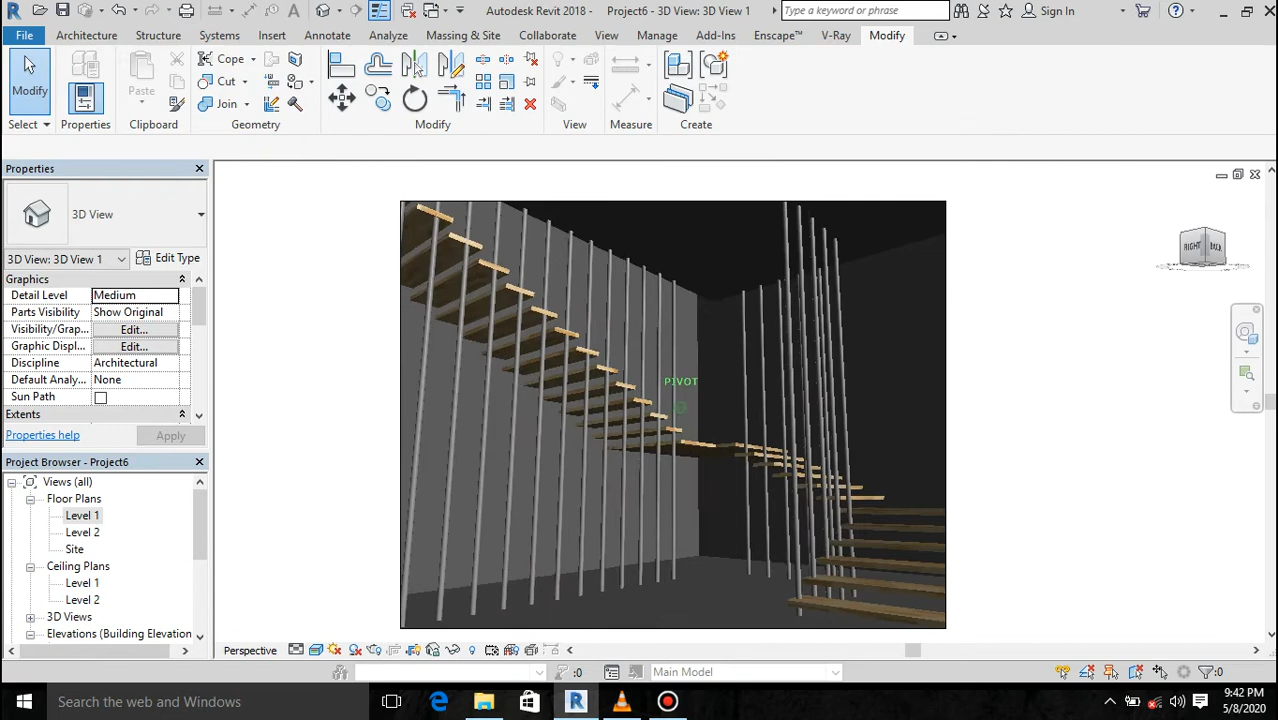 Autodesk Revit 2018 - Project6 - 3D View: 3D View 1
Type a keyword or phrase
Sign In
File Architecture Structure Systems Insert Annotate Analyze Massing & Site Collaborate View Manage Add-Ins Enscape™ V-Ray Modify
Modify
Paste
Cope
Cut
Join
Select Properties Clipboard Geometry Modify View Measure Create
Properties
3D View
3D View: 3D View 1
Edit Type
Graphics
Detail Level Medium
Parts Visibility Show Original
Visibility/Grap... Edit...
Graphic Displ... Edit...
Discipline Architectural
Default Analy... None
Sun Path
Extents
Properties help
Apply
Project Browser - Project6
Views (all)
Floor Plans
Level 1
Level 2
Site
Ceiling Plans
Level 1
Level 2
3D Views
Elevations (Building Elevation
PIVOT
RIGHT BACK
Perspective
:0
Main Model
:0
Search the web and Windows
9:42 PM
5/8/2020